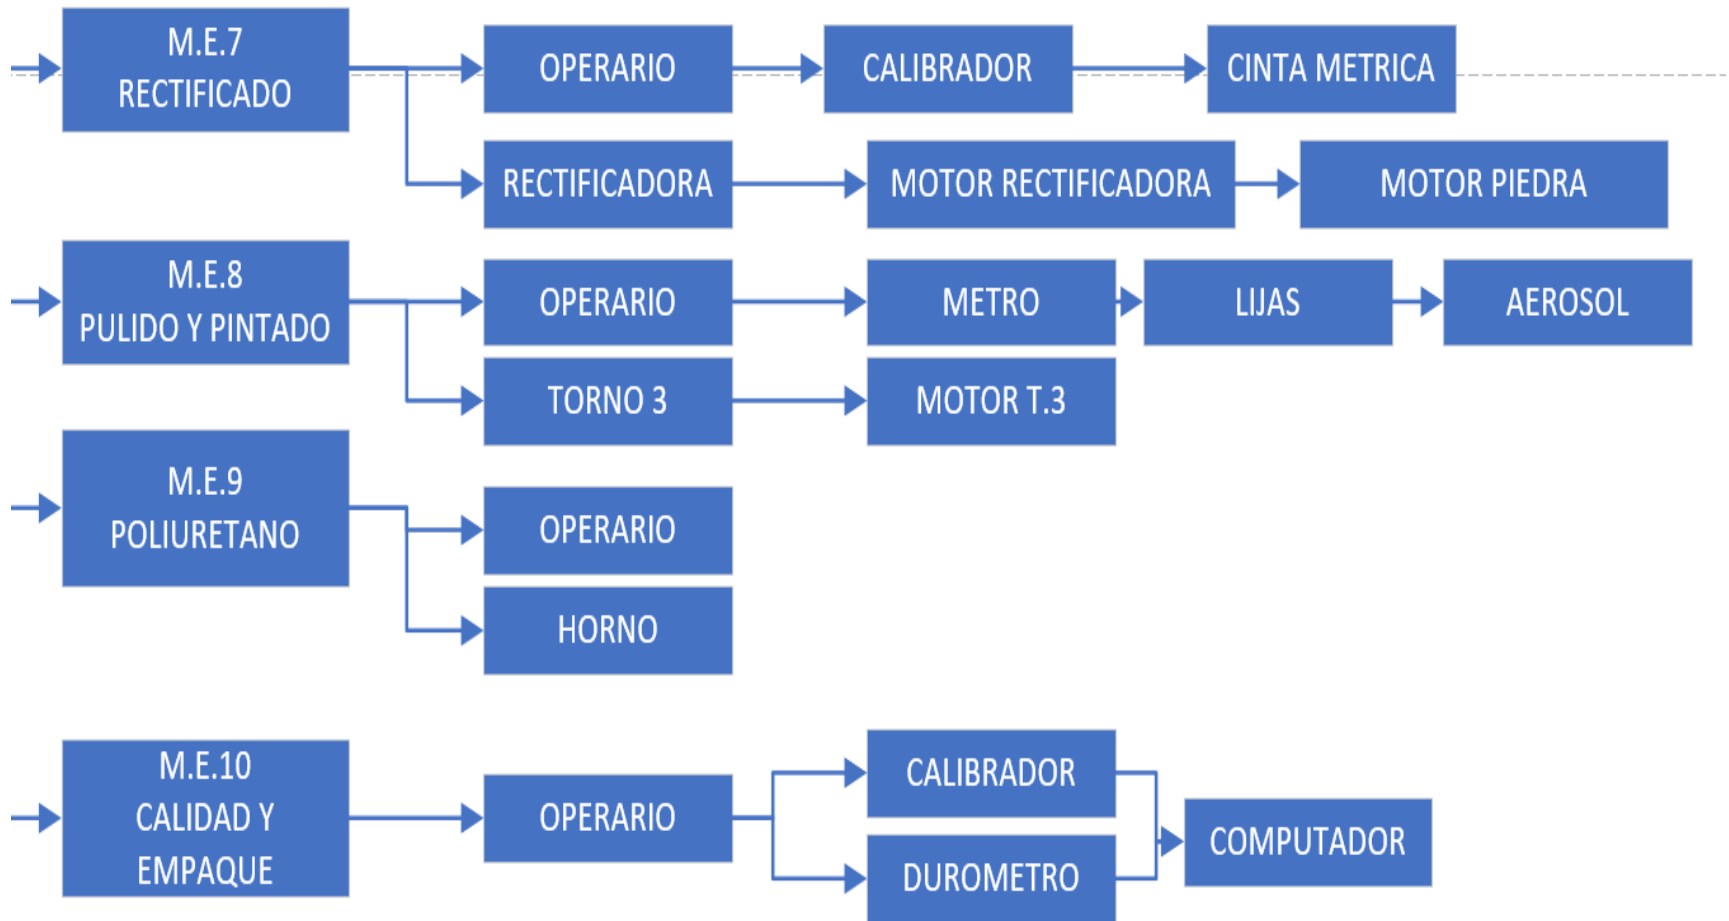 M.E.7
RECTIFICADO
OPERARIO
CALIBRADOR
CINTA METRICA
RECTIFICADORA
MOTOR RECTIFICADORA
MOTOR PIEDRA
M.E.8
PULIDO Y PINTADO
OPERARIO
METRO
LIJAS
AEROSOL
TORNO 3
MOTOR T.3
M.E.9
POLIURETANO
OPERARIO
HORNO
M.E.10
CALIDAD Y
EMPAQUE
OPERARIO
CALIBRADOR
DUROMETRO
COMPUTADOR